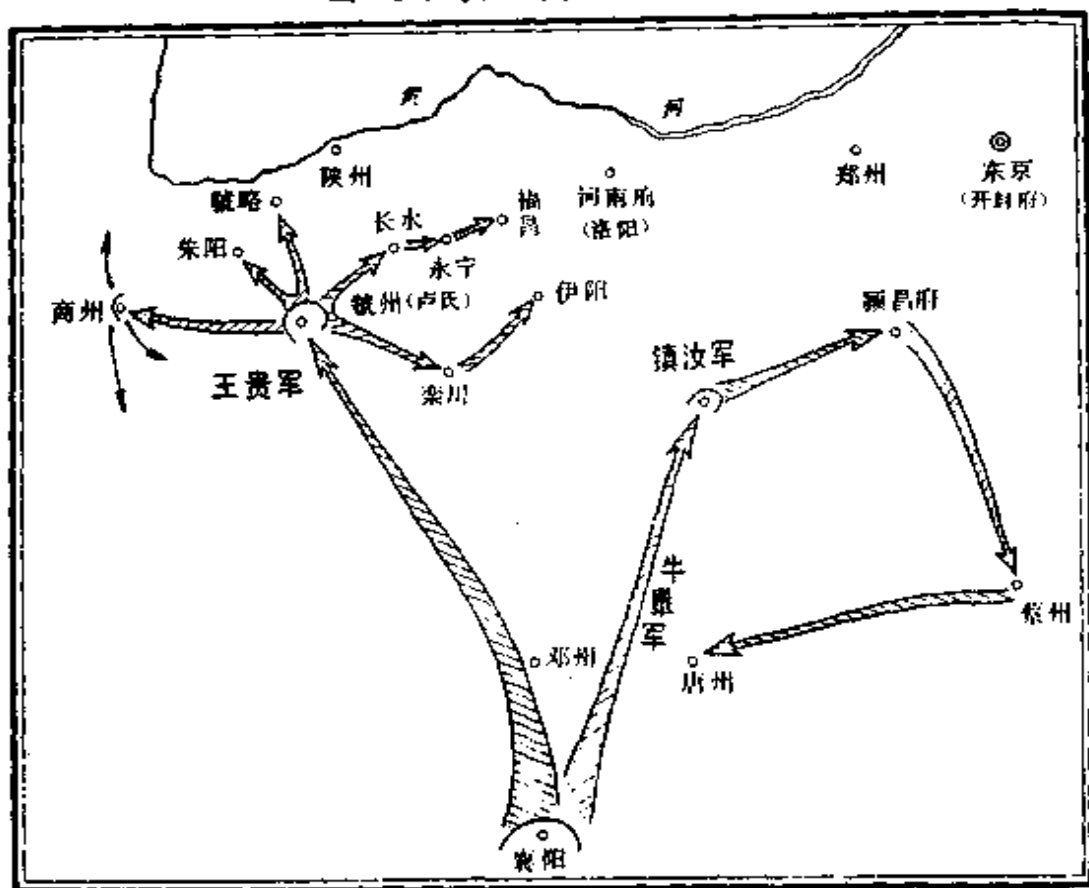 黄 河
陕州
郑州
东京
(开封府)
虢略
河南府
(洛阳)
福昌
长水
永宁
朱阳
虢州(卢氏)
伊阳
商州
颍昌府
镇汝军
王贵军
栾川
牛皋军
蔡州
邓州
唐州
襄阳